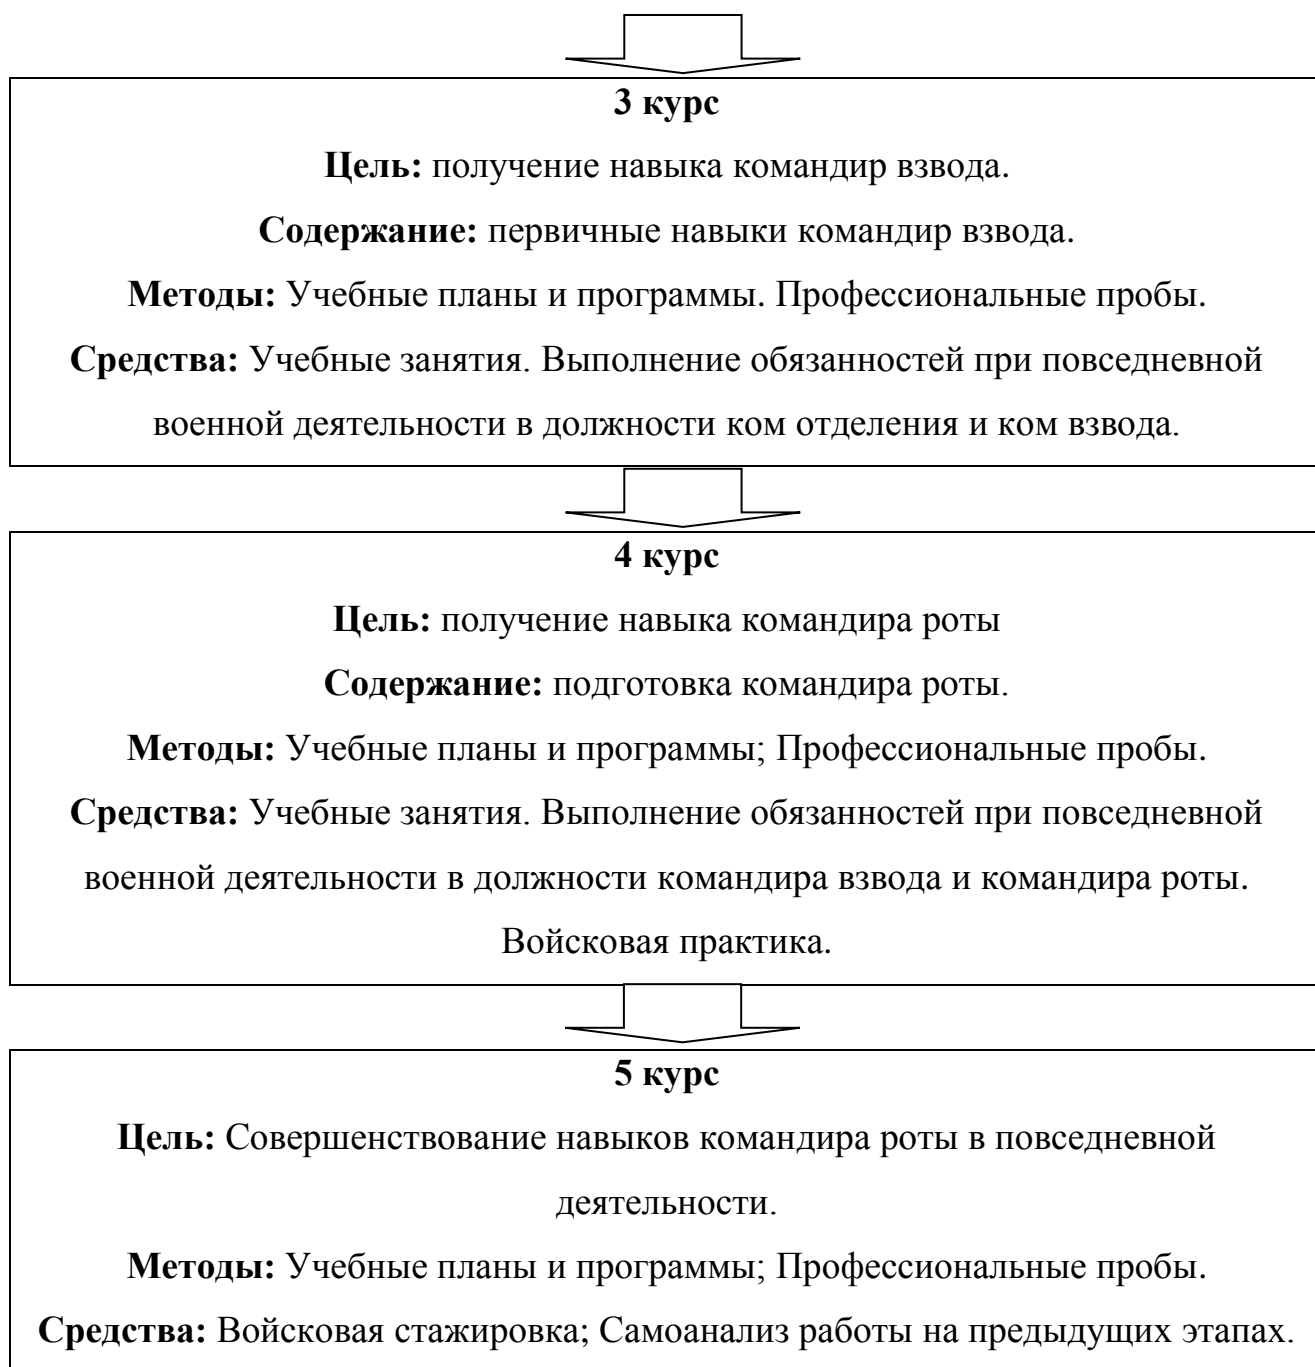 3 курс
Цель: получение навыка командир взвода.
Содержание: первичные навыки командир взвода.
Методы: Учебные планы и программы. Профессиональные пробы.
Средства: Учебные занятия. Выполнение обязанностей при повседневной
военной деятельности в должности ком отделения и ком взвода.
4 курс
Цель: получение навыка командира роты
Содержание: подготовка командира роты.
Методы: Учебные планы и программы; Профессиональные пробы.
Средства: Учебные занятия. Выполнение обязанностей при повседневной
военной деятельности в должности командира взвода и командира роты.
Войсковая практика.
5 курс
Цель: Совершенствование навыков командира роты в повседневной
деятельности.
Методы: Учебные планы и программы; Профессиональные пробы.
Средства: Войсковая стажировка; Самоанализ работы на предыдущих этапах.